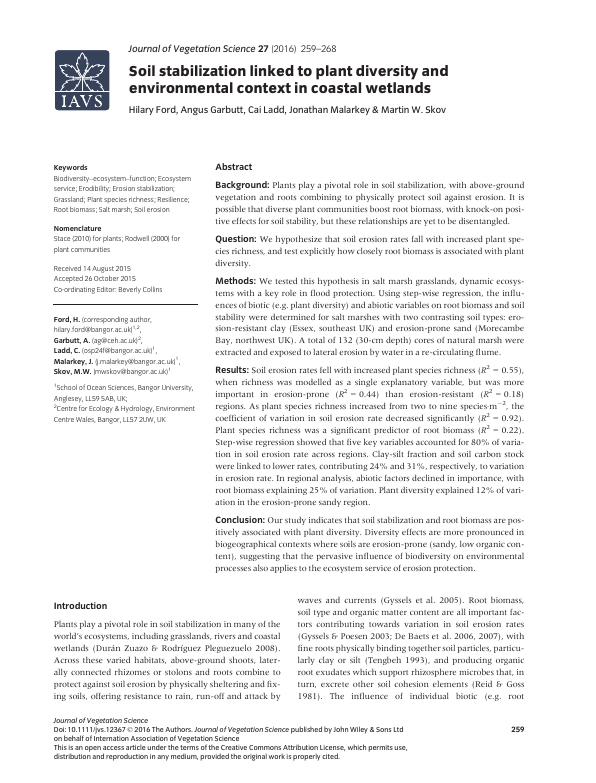 Journal of Vegetation Science 27 (2016) 259–268
IAVS
Soil stabilization linked to plant diversity and
environmental context in coastal wetlands
Hilary Ford, Angus Garbutt, Cai Ladd, Jonathan Malarkey & Martin W. Skov
Keywords
Biodiversity–ecosystem–function; Ecosystem
service; Erodibility; Erosion stabilization;
Grassland; Plant species richness; Resilience;
Root biomass; Salt marsh; Soil erosion
Nomenclature
Stace (2010) for plants; Rodwell (2000) for
plant communities
Received 14 August 2015
Accepted 26 October 2015
Co-ordinating Editor: Beverly Collins
Ford, H. (corresponding author,
hilary.ford@bangor.ac.uk)1,2,
Garbutt, A. (ag@ceh.ac.uk)2,
Ladd, C. (osp24f@bangor.ac.uk)1,
Malarkey, J. (j.malarkey@bangor.ac.uk)1,
Skov, M.W. (mwskov@bangor.ac.uk)1
1School of Ocean Sciences, Bangor University,
Anglesey, LL59 5AB, UK;
2Centre for Ecology & Hydrology, Environment
Centre Wales, Bangor, LL57 2UW, UK
Abstract
Background: Plants play a pivotal role in soil stabilization, with above-ground
vegetation and roots combining to physically protect soil against erosion. It is
possible that diverse plant communities boost root biomass, with knock-on posi-
tive effects for soil stability, but these relationships are yet to be disentangled.
Question: We hypothesize that soil erosion rates fall with increased plant spe-
cies richness, and test explicitly how closely root biomass is associated with plant
diversity.
Methods: We tested this hypothesis in salt marsh grasslands, dynamic ecosys-
tems with a key role in flood protection. Using step-wise regression, the influ-
ences of biotic (e.g. plant diversity) and abiotic variables on root biomass and soil
stability were determined for salt marshes with two contrasting soil types: ero-
sion-resistant clay (Essex, southeast UK) and erosion-prone sand (Morecambe
Bay, northwest UK). A total of 132 (30-cm depth) cores of natural marsh were
extracted and exposed to lateral erosion by water in a re-circulating flume.
Results: Soil erosion rates fell with increased plant species richness (R2 = 0.55),
when richness was modelled as a single explanatory variable, but was more
important in erosion-prone (R2 = 0.44) than erosion-resistant (R2 = 0.18)
regions. As plant species richness increased from two to nine species·m−2, the
coefficient of variation in soil erosion rate decreased significantly (R2 = 0.92).
Plant species richness was a significant predictor of root biomass (R2 = 0.22).
Step-wise regression showed that five key variables accounted for 80% of varia-
tion in soil erosion rate across regions. Clay-silt fraction and soil carbon stock
were linked to lower rates, contributing 24% and 31%, respectively, to variation
in erosion rate. In regional analysis, abiotic factors declined in importance, with
root biomass explaining 25% of variation. Plant diversity explained 12% of vari-
ation in the erosion-prone sandy region.
Conclusion: Our study indicates that soil stabilization and root biomass are pos-
itively associated with plant diversity. Diversity effects are more pronounced in
biogeographical contexts where soils are erosion-prone (sandy, low organic con-
tent), suggesting that the pervasive influence of biodiversity on environmental
processes also applies to the ecosystem service of erosion protection.
Introduction
Plants play a pivotal role in soil stabilization in many of the
world's ecosystems, including grasslands, rivers and coastal
wetlands (Durán Zuazo & Rodríguez Pleguezuelo 2008).
Across these varied habitats, above-ground shoots, later-
ally connected rhizomes or stolons and roots combine to
protect against soil erosion by physically sheltering and fix-
ing soils, offering resistance to rain, run-off and attack by
waves and currents (Gyssels et al. 2005). Root biomass,
soil type and organic matter content are all important fac-
tors contributing towards variation in soil erosion rates
(Gyssels & Poesen 2003; De Baets et al. 2006, 2007), with
fine roots physically binding together soil particles, particu-
larly clay or silt (Tengbeh 1993), and producing organic
root exudates which support rhizosphere microbes that, in
turn, excrete other soil cohesion elements (Reid & Goss
1981). The influence of individual biotic (e.g. root
Journal of Vegetation Science
Doi: 10.1111/jvs.12367 © 2016 The Authors. Journal of Vegetation Science published by John Wiley & Sons Ltd
on behalf of International Association of Vegetation Science
This is an open access article under the terms of the Creative Commons Attribution License, which permits use,
distribution and reproduction in any medium, provided the original work is properly cited.
259